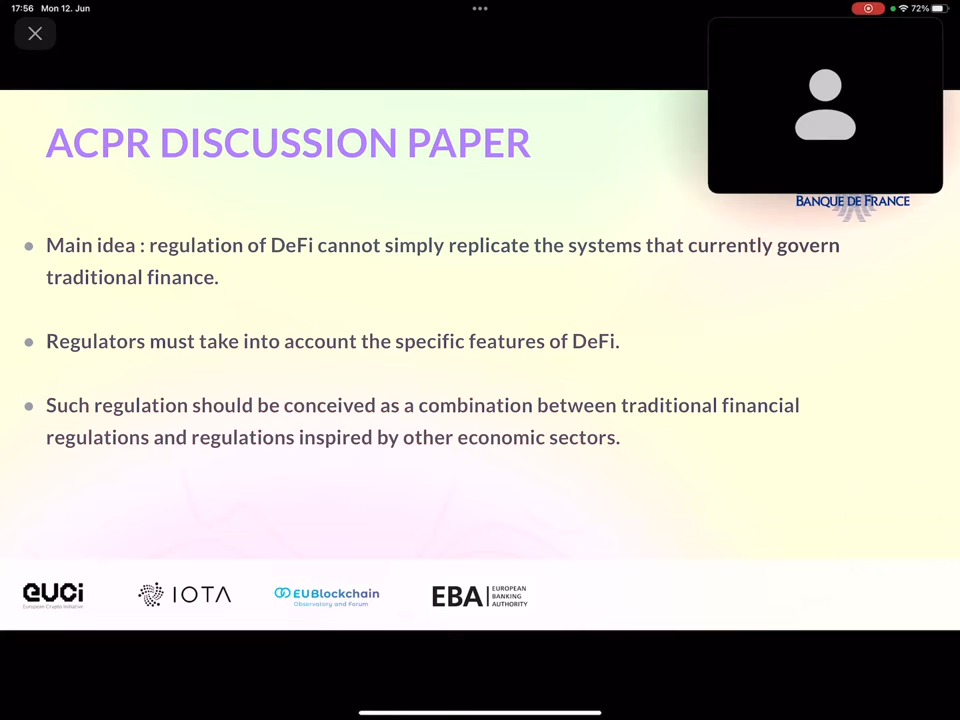 17:56 Mon 12. Jun
72%
ACPR DISCUSSION PAPER
BANQUE DE FRANCE
• Main idea : regulation of DeFi cannot simply replicate the systems that currently govern
traditional finance.
• Regulators must take into account the specific features of DeFi.
• Such regulation should be conceived as a combination between traditional financial
regulations and regulations inspired by other economic sectors.
EUCi
European Crypto Initiative
IOTA
EUBlockchain
Observatory and Forum
EBA
EUROPEAN
BANKING
AUTHORITY